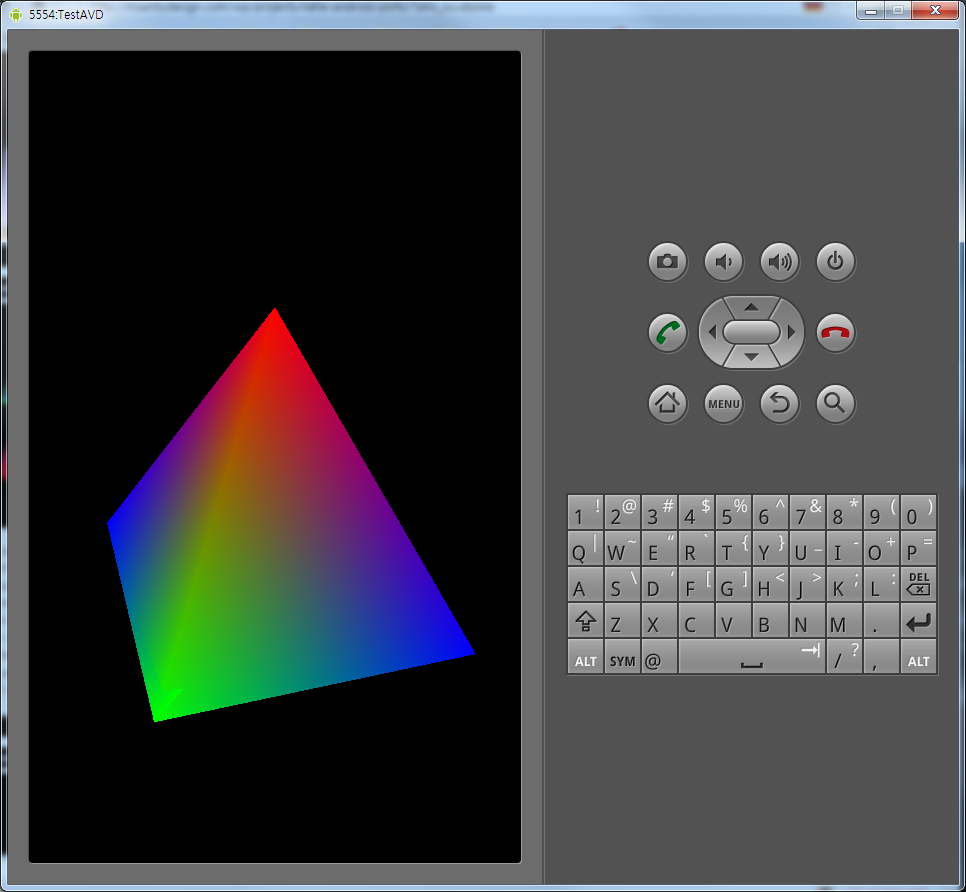 5554:TestAVD
MENU
1 ! 2 @ 3 # 4 $ 5 % 6 ^ 7 & 8 * 9 ( 0 )
Q | W ~ E “ R ` T { Y } U _ I - O + P =
A S \ D ‘ F [ G ] H < J > K ; L : DEL
Z X C V B N M .
ALT SYM @ / ? , ALT